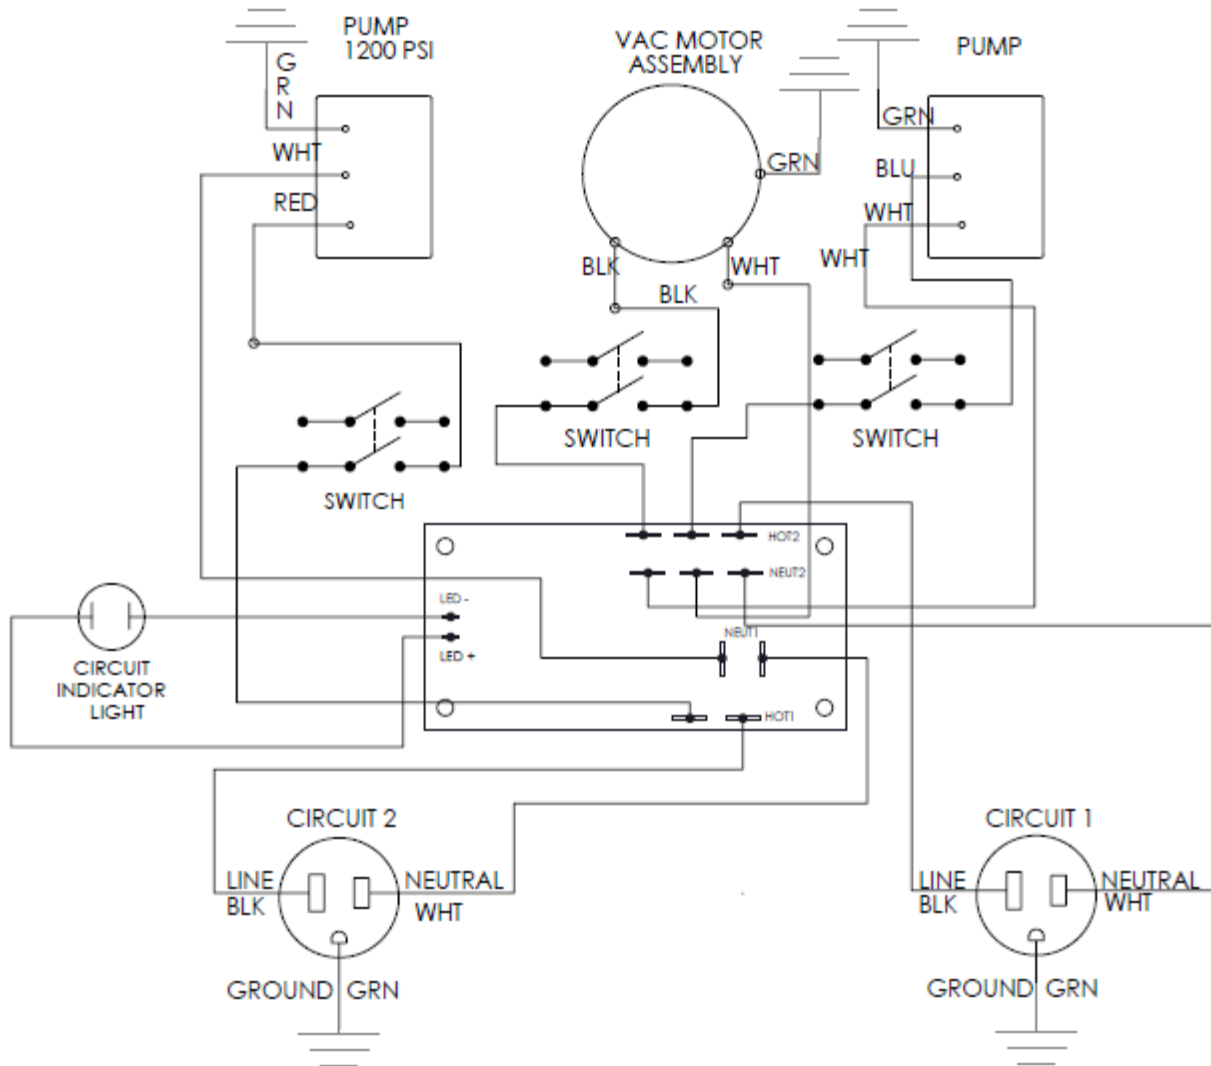 PUMP
1200 PSI
VAC MOTOR
ASSEMBLY
PUMP
G
R
N
GRN
WHT
GRN
BLU
RED
WHT
BLK
WHT
WHT
BLK
SWITCH
SWITCH
SWITCH
HOT2
NEUT2
LED -
NEUT1
LED +
CIRCUIT
INDICATOR
LIGHT
HOT1
CIRCUIT 2
CIRCUIT 1
LINE
BLK
NEUTRAL
WHT
LINE
BLK
NEUTRAL
WHT
GROUND GRN
GROUND GRN